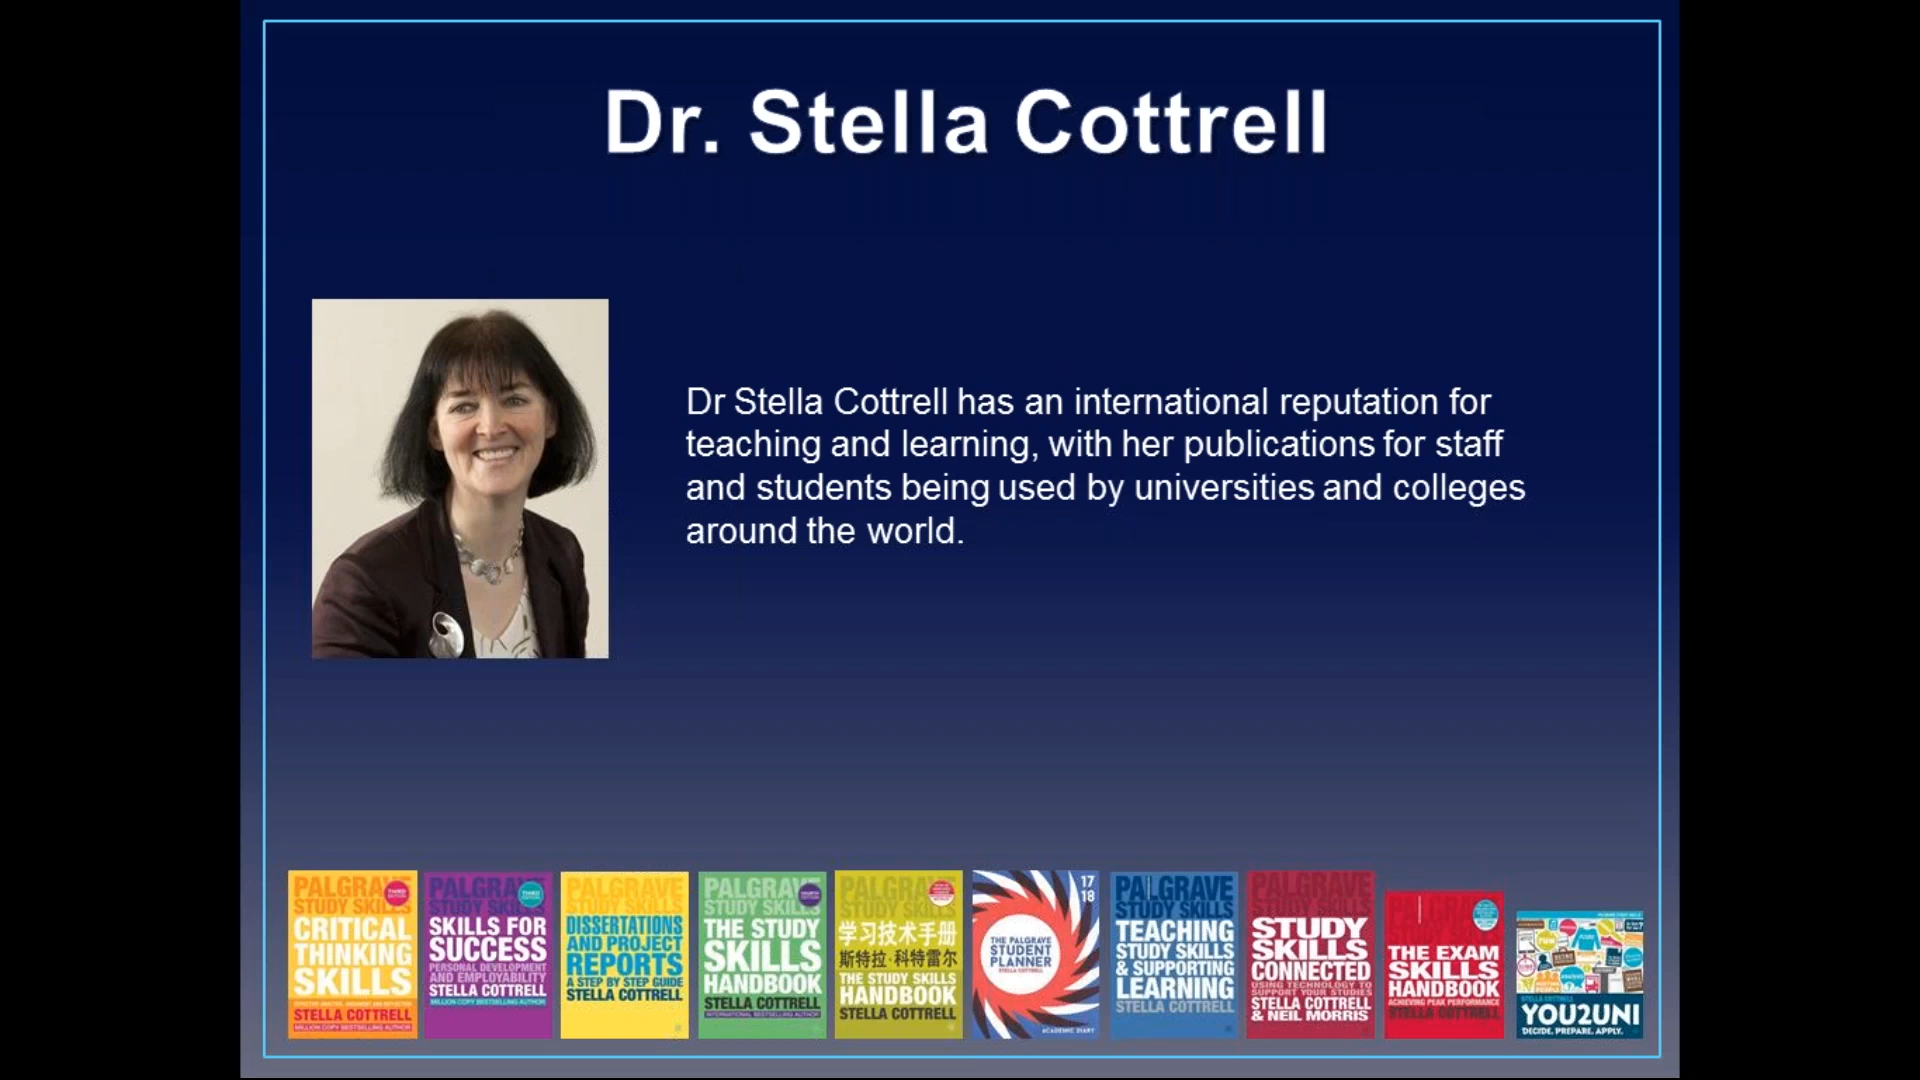 Dr. Stella Cottrell
Dr Stella Cottrell has an international reputation for
teaching and learning, with her publications for staff
and students being used by universities and colleges
around the world.
PALGRAVE
STUDY SKILLS
THIRD
EDITION
CRITICAL
THINKING
SKILLS
STELLA COTTRELL
MILLION COPY BESTSELLING AUTHOR
PALGRAVE
STUDY SKILLS
THIRD
EDITION
SKILLS FOR
SUCCESS
PERSONAL DEVELOPMENT
AND EMPLOYABILITY
STELLA COTTRELL
MILLION COPY BESTSELLING AUTHOR
PALGRAVE
STUDY SKILLS
DISSERTATIONS
AND PROJECT
REPORTS
A STEP BY STEP GUIDE
STELLA COTTRELL
PALGRAVE
STUDY SKILLS
FOURTH
EDITION
THE STUDY
SKILLS
HANDBOOK
STELLA COTTRELL
INTERNATIONAL BESTSELLING AUTHOR
PALGRAVE
STUDY SKILLS
学习技术手册
斯特拉·科特雷尔
THE STUDY SKILLS
HANDBOOK
STELLA COTTRELL
17
18
THE PALGRAVE
STUDENT
PLANNER
STELLA COTTRELL
ACADEMIC DIARY
PALGRAVE
STUDY SKILLS
TEACHING
STUDY SKILLS
& SUPPORTING
LEARNING
STELLA COTTRELL
PALGRAVE
STUDY SKILLS
STUDY
SKILLS
CONNECTED
USING TECHNOLOGY TO
SUPPORT YOUR STUDIES
STELLA COTTRELL
& NEIL MORRIS
THE EXAM
SKILLS
HANDBOOK
ACHIEVING PEAK PERFORMANCE
STELLA COTTRELL
STELLA COTTRELL
YOU2UNI
DECIDE. PREPARE. APPLY.